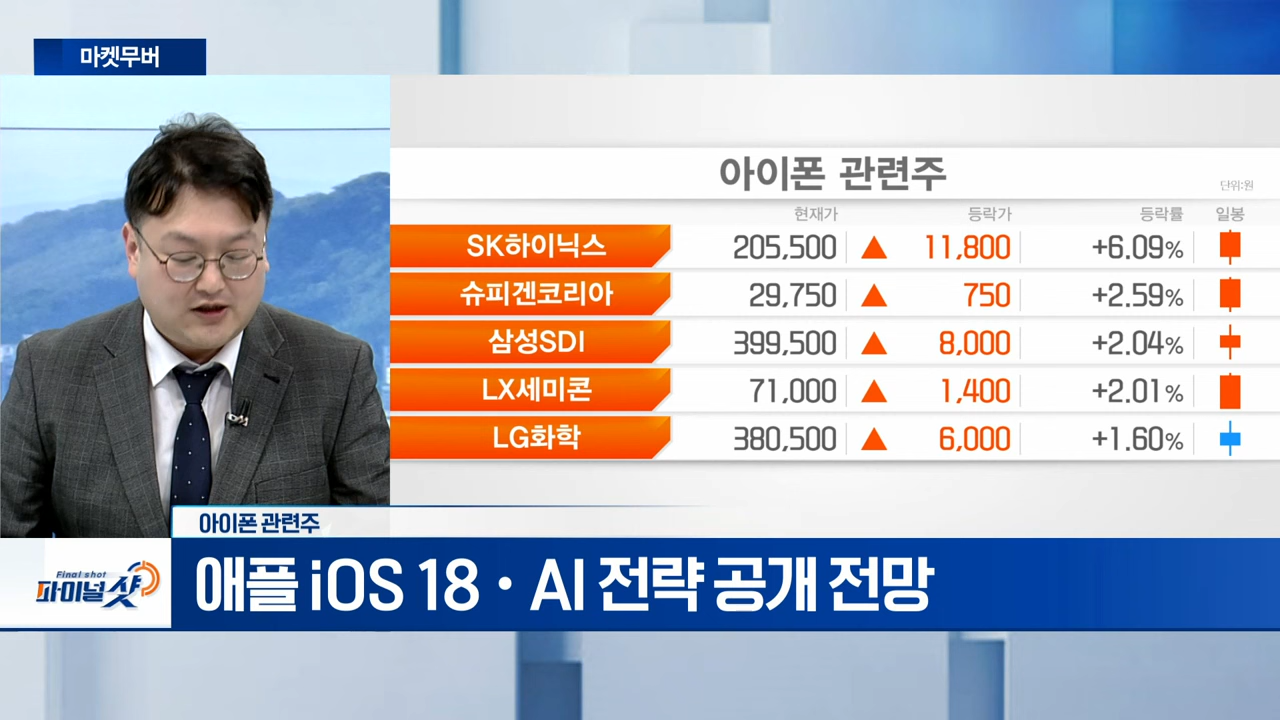 마켓무버
아이폰 관련주
단위:원
현재가 등락가 등락률 일봉
SK하이닉스 205,500 ▲ 11,800 +6.09%
슈피겐코리아 29,750 ▲ 750 +2.59%
삼성SDI 399,500 ▲ 8,000 +2.04%
LX세미콘 71,000 ▲ 1,400 +2.01%
LG화학 380,500 ▲ 6,000 +1.60%
아이폰 관련주
Final shot
파이널샷
애플 iOS 18·AI 전략 공개 전망